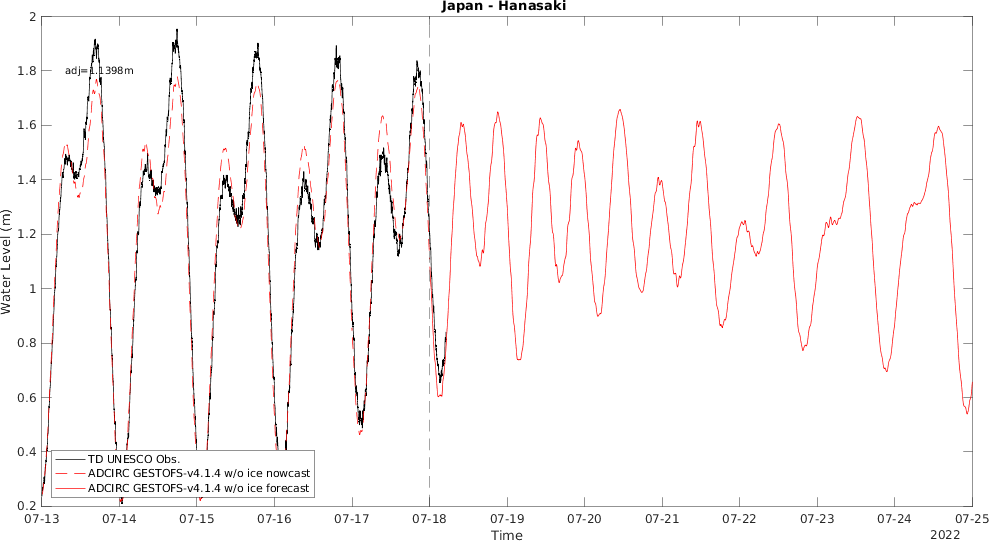 Japan - Hanasaki
2
1.8
1.6
1.4
1.2
1
0.8
0.6
0.4
0.2
Water Level (m)
adj=1.1398m
TD UNESCO Obs.
ADCIRC GESTOFS-v4.1.4 w/o ice nowcast
ADCIRC GESTOFS-v4.1.4 w/o ice forecast
07-13 07-14 07-15 07-16 07-17 07-18 07-19 07-20 07-21 07-22 07-23 07-24 07-25
Time
2022